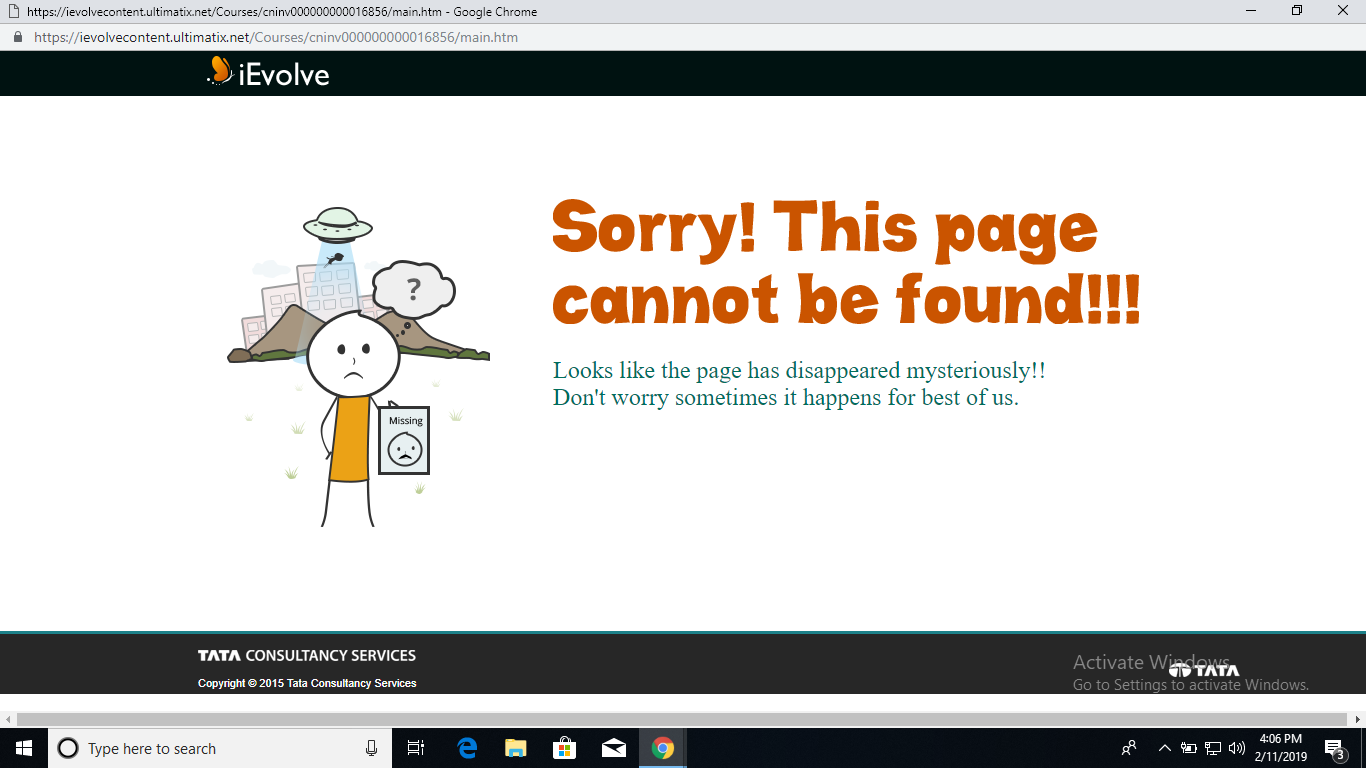 https://ievolvecontent.ultimatix.net/Courses/cninv000000000016856/main.htm - Google Chrome
https://ievolvecontent.ultimatix.net/Courses/cninv000000000016856/main.htm
iEvolve
Sorry! This page
cannot be found!!!
?
Looks like the page has disappeared mysteriously!!
Don't worry sometimes it happens for best of us.
Missing
TATA CONSULTANCY SERVICES
Copyright © 2015 Tata Consultancy Services
TATA
Activate Windows
Go to Settings to activate Windows.
Type here to search
4:06 PM
2/11/2019
3